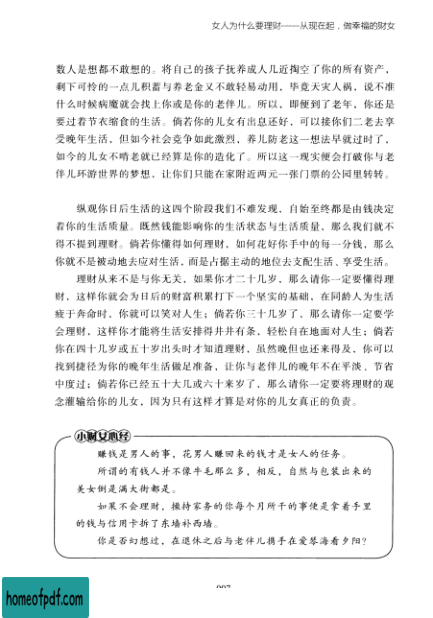 女人为什么要理财——从现在起，做幸福的财女
数人是想都不敢想的。将自己的孩子抚养成人几近掏空了你的所有资产，
剩下可怜的一点儿积蓄与养老金又不敢轻易动用，毕竟天灾人祸，说不准
什么时候病魔就会找上你或是你的老伴儿。所以，即便到了老年，你还是
要过着节衣缩食的生活。倘若你的儿女有出息还好，可以接你们二老去享
受晚年生活，但如今社会竞争如此激烈，养儿防老这一想法早就过时了，
如今的儿女不啃老就已经算是你的造化了。所以这一现实便会打破你与老
伴儿环游世界的梦想，让你们只能在家附近两元一张门票的公园里转转。
纵观你日后生活的这四个阶段我们不难发现，自始至终都是由钱决定
着你的生活质量。既然钱能影响你的生活状态与生活质量，那么我们就不
得不提到理财。倘若你懂得如何理财，如何花好你手中的每一分钱，那么
你就不是被动地去应对生活，而是占据主动的地位去支配生活、享受生活。
理财从来不是与你无关，如果你才二十几岁，那么请你一定要懂得理
财，这样你就会为日后的财富积累打下一个坚实的基础，在同龄人为生活
疲于奔命时，你就可以笑对人生；倘若你三十几岁了，那么请你一定要学
会理财，这样你才能将生活安排得井井有条，轻松自在地面对人生；倘若
你在四十几岁或五十岁出头时才知道理财，虽然晚但也还来得及，你可以
找到捷径为你的晚年生活做足准备，让你与老伴儿的晚年不在平淡、节省
中度过；倘若你已经五十大几或六十来岁了，那么请你一定要将理财的观
念灌输给你的儿女，因为只有这样才算是对你的儿女真正的负责。
小财女心经
赚钱是男人的事，花男人赚回来的钱才是女人的任务。
所谓的有钱人并不像牛毛那么多，相反，自然与包装出来的
美女倒是满大街都是。
如果不会理财，操持家务的你每个月所干的事便是拿着手里
的钱与信用卡拆了东墙补西墙。
你是否幻想过，在退休之后与老伴儿携手在爱琴海看夕阳？
homeofpdf.com